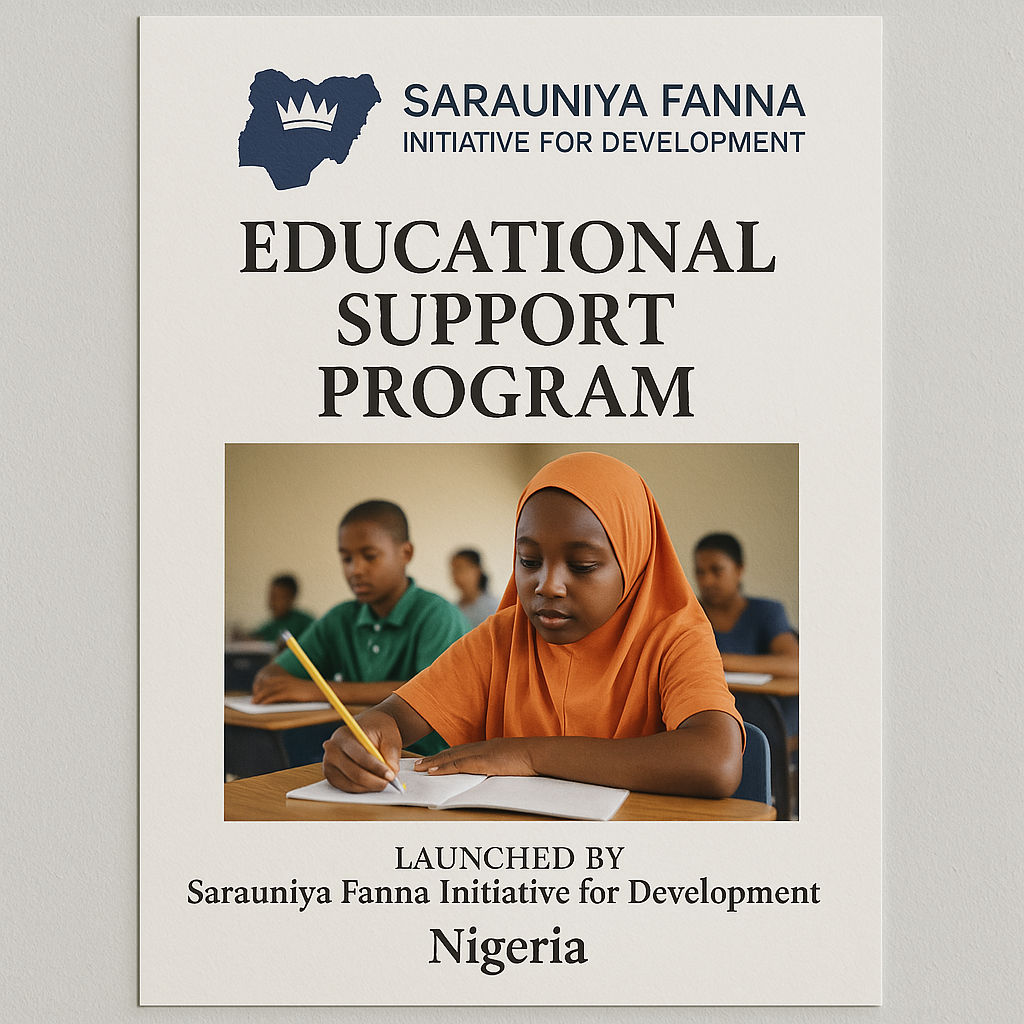 SARAUNIYA FANNA
INITIATIVE FOR DEVELOPMENT
EDUCATIONAL
SUPPORT
PROGRAM
LAUNCHED BY
Sarauniya Fanna Initiative for Development
Nigeria